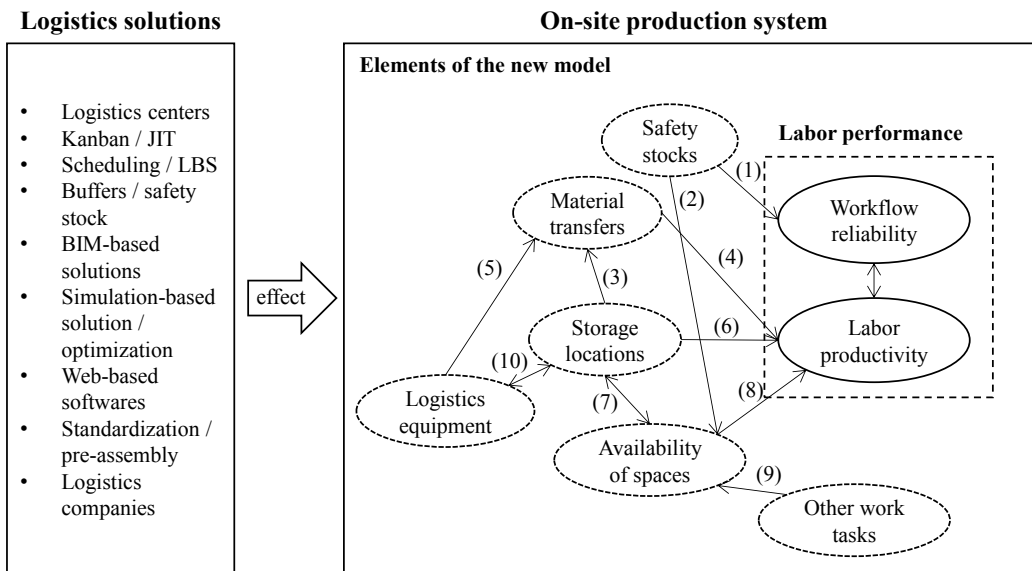 Logistics solutions
On-site production system
• Logistics centers
• Kanban / JIT
• Scheduling / LBS
• Buffers / safety
stock
• BIM-based
solutions
• Simulation-based
solution /
optimization
• Web-based
softwares
• Standardization /
pre-assembly
• Logistics
companies
effect
Elements of the new model
Safety
stocks
Labor performance
(1)
(2)
Material
transfers
Workflow
reliability
(5)
(3)
(4)
Storage
locations
(6)
Labor
productivity
(10)
(7)
(8)
Logistics
equipment
Availability
of spaces
(9)
Other work
tasks